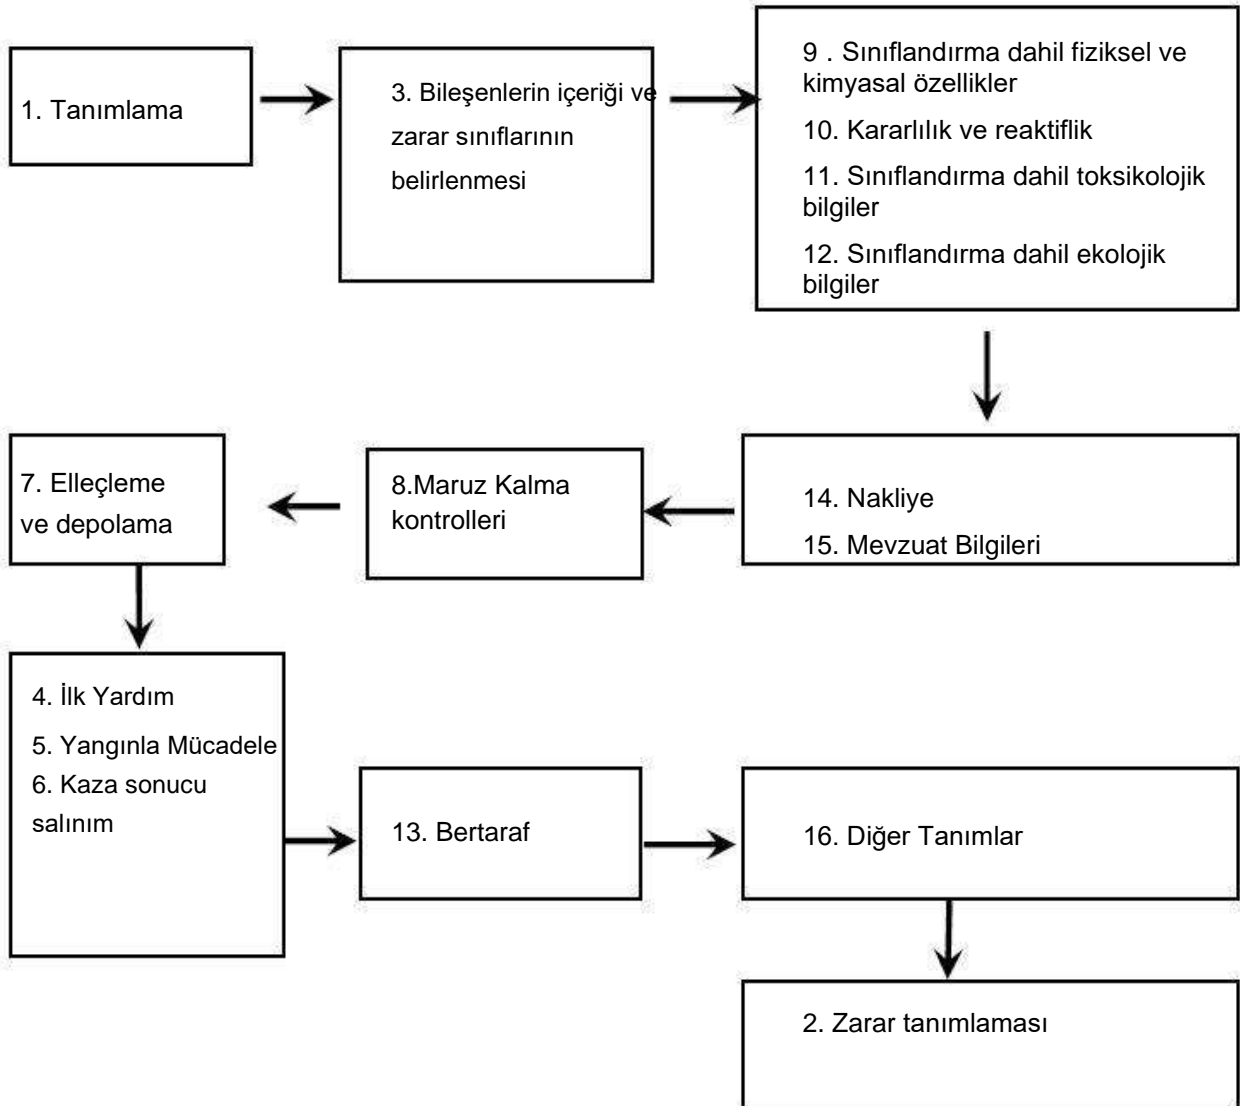 1. Tanımlama
3. Bileşenlerin içeriği ve
zarar sınıflarının
belirlenmesi
9 . Sınıflandırma dahil fiziksel ve
kimyasal özellikler
10. Kararlılık ve reaktiflik
11. Sınıflandırma dahil toksikolojik
bilgiler
12. Sınıflandırma dahil ekolojik
bilgiler
14. Nakliye
15. Mevzuat Bilgileri
8.Maruz Kalma
kontrolleri
7. Elleçleme
ve depolama
4. İlk Yardım
5. Yangınla Mücadele
6. Kaza sonucu
salınım
13. Bertaraf
16. Diğer Tanımlar
2. Zarar tanımlaması